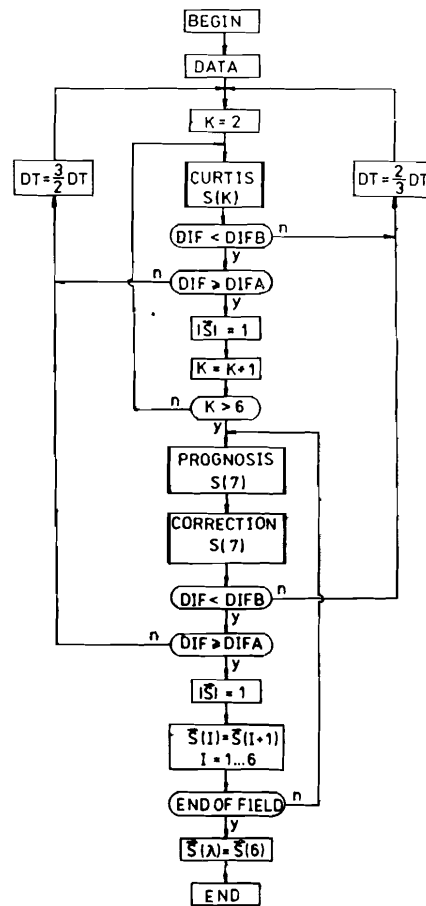 BEGIN
DATA
K = 2
DT = 3/2 DT
DT = 2/3 DT
CURTIS
S(K)
DIF < DIFB
n
y
n
DIF ⩾ DIFA
y
|S⃗| = 1
K = K+1
n
K > 6
y
PROGNOSIS
S(7)
CORRECTION
S(7)
DIF < DIFB
n
y
n
DIF ⩾ DIFA
y
|S⃗| = 1
S⃗(I) = S⃗(I+1)
I = 1...6
END OF FIELD
n
y
S⃗(λ) = S⃗(6)
END